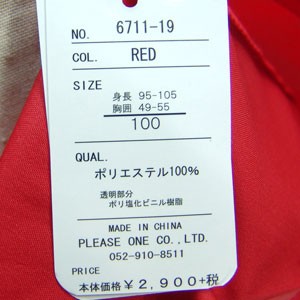 NO. 6711-19
COL. RED
SIZE
身長 95-105
胸囲 49-55
100
QUAL.
ポリエステル100%
透明部分
ポリ塩化ビニル樹脂
MADE IN CHINA
PLEASE ONE CO.,LTD.
052-910-8511
PRICE
本体価格¥2,900+税